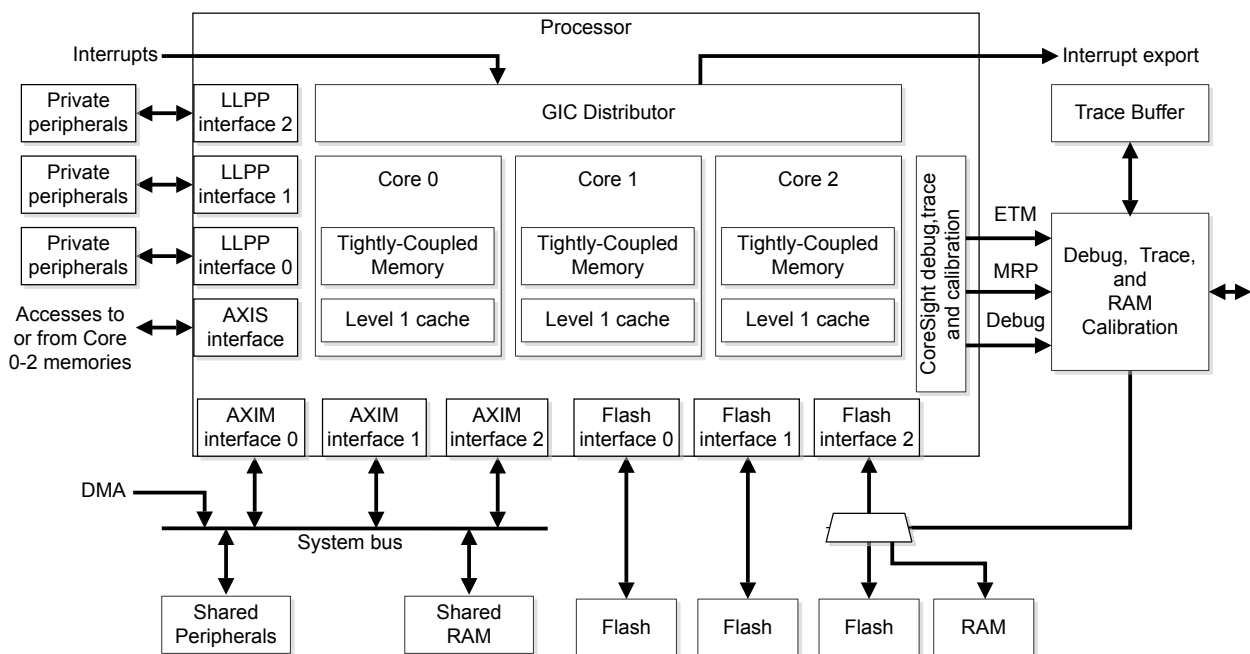 Processor
Interrupts
Interrupt export
Private
peripherals
LLPP
interface 2
GIC Distributor
Trace Buffer
Private
peripherals
LLPP
interface 1
Core 0
Core 1
Core 2
CoreSight debug,trace
and calibration
ETM
MRP
Debug
Private
peripherals
LLPP
interface 0
Tightly-Coupled
Memory
Tightly-Coupled
Memory
Tightly-Coupled
Memory
Debug, Trace,
and
RAM
Calibration
Accesses to
or from Core
0-2 memories
AXIS
interface
Level 1 cache
Level 1 cache
Level 1 cache
AXIM
interface 0
AXIM
interface 1
AXIM
interface 2
Flash
interface 0
Flash
interface 1
Flash
interface 2
DMA
System bus
Shared
Peripherals
Shared
RAM
Flash
Flash
Flash
RAM